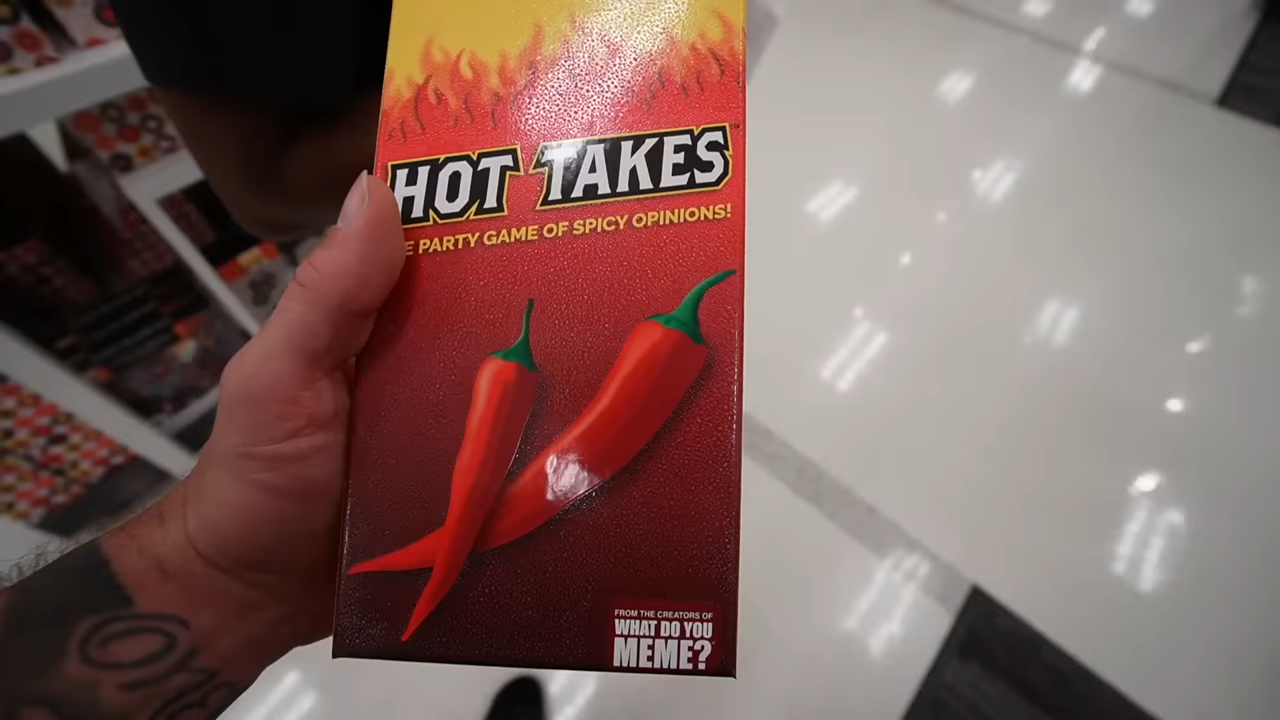 HOT TAKES
E PARTY GAME OF SPICY OPINIONS!
FROM THE CREATORS OF
WHAT DO YOU
MEME?